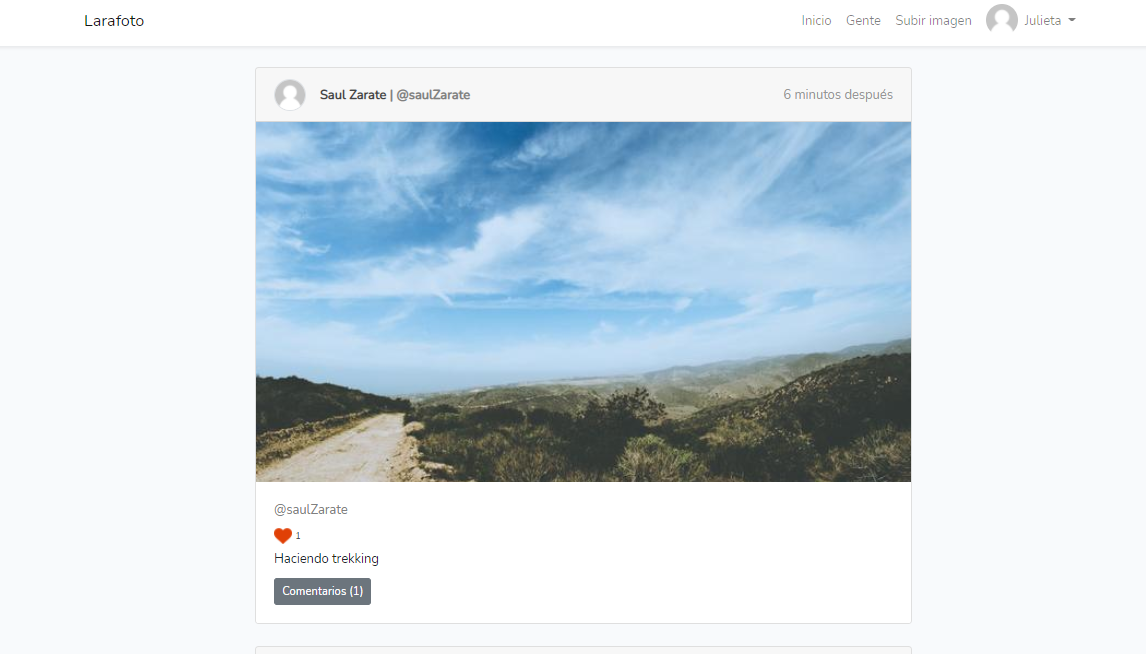 Larafoto
Inicio Gente Subir imagen Julieta
Saul Zarate | @saulZarate 6 minutos después
@saulZarate
1
Haciendo trekking
Comentarios (1)